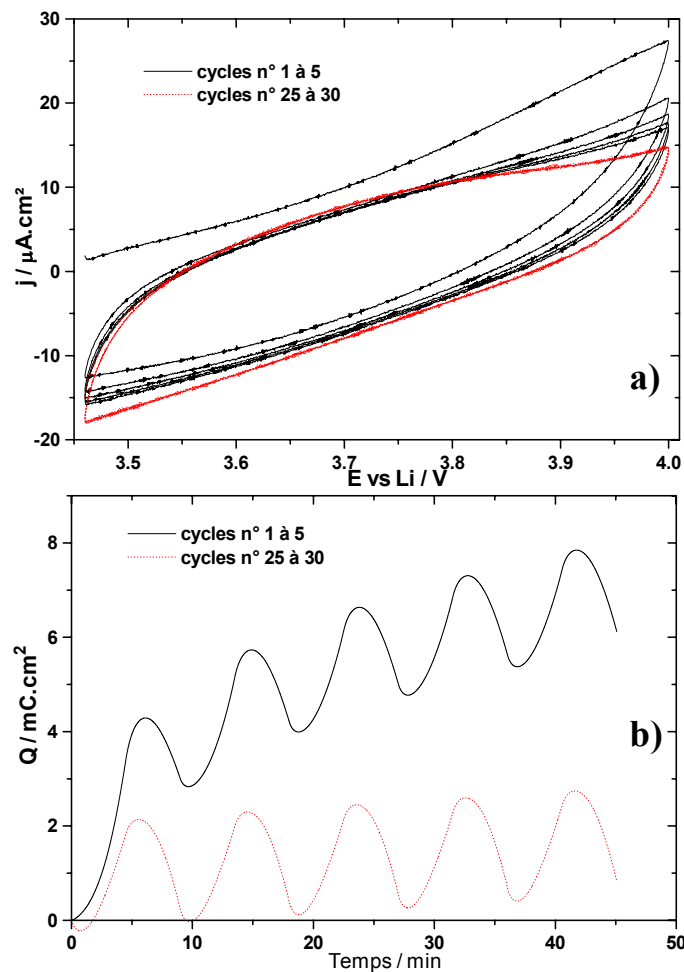 30
20
10
0
-10
-20
j / µA.cm²
cycles n° 1 à 5
cycles n° 25 à 30
a)
3.5 3.6 3.7 3.8 3.9 4.0
E vs Li / V
8
6
4
2
0
Q / mC.cm²
cycles n° 1 à 5
cycles n° 25 à 30
b)
0 10 20 30 40 50
Temps / min